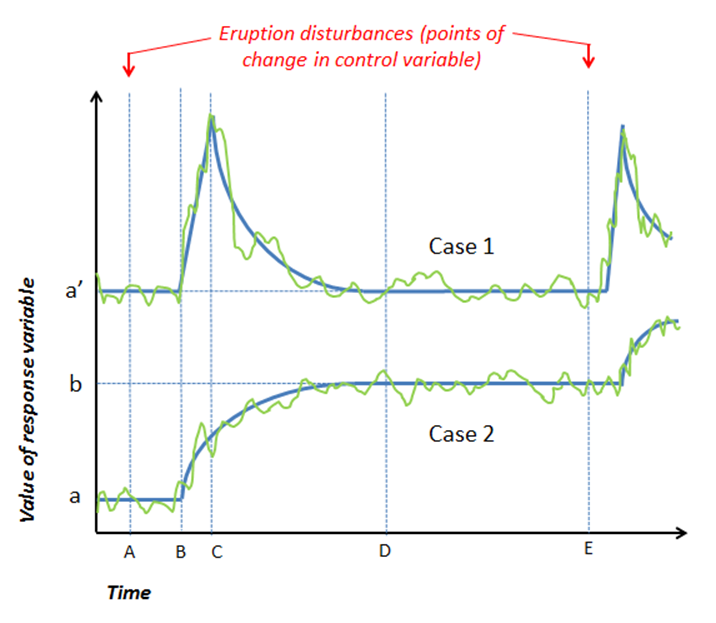 Eruption disturbances (points of
change in control variable)
Case 1
a’
b
Case 2
a
Value of response variable
A
B
C
D
E
Time